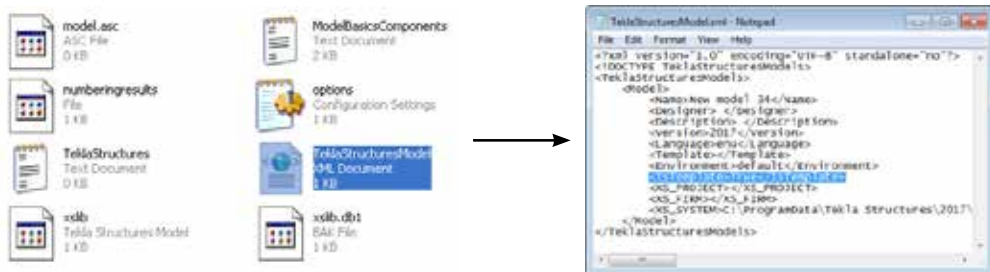 model.asc
ASC File
0 KB
ModelBasicsComponents
Text Document
2 KB
numberingresults
File
1 KB
options
Configuration Settings
1 KB
TeklaStructures
Text Document
0 KB
TeklaStructuresModel
XML Document
1 KB
xslib
Tekla Structures Model
1 KB
xslib.db1
BAK File
1 KB
TeklaStructuresModel.xml - Notepad
File Edit Format View Help
<?xml version="1.0" encoding="UTF-8" standalone="no"?>
<!DOCTYPE TeklaStructuresModels>
<TeklaStructuresModels>
<Model>
<Name>New model 34</Name>
<Designer> </Designer>
<Description> </Description>
<Version>2017</Version>
<Language>enu</Language>
<Template></Template>
<Environment>default</Environment>
<IsTemplate>True</IsTemplate>
<XS_PROJECT></XS_PROJECT>
<XS_FIRM></XS_FIRM>
<XS_SYSTEM>C:\ProgramData\Tekla Structures\2017\
</Model>
</TeklaStructuresModels>